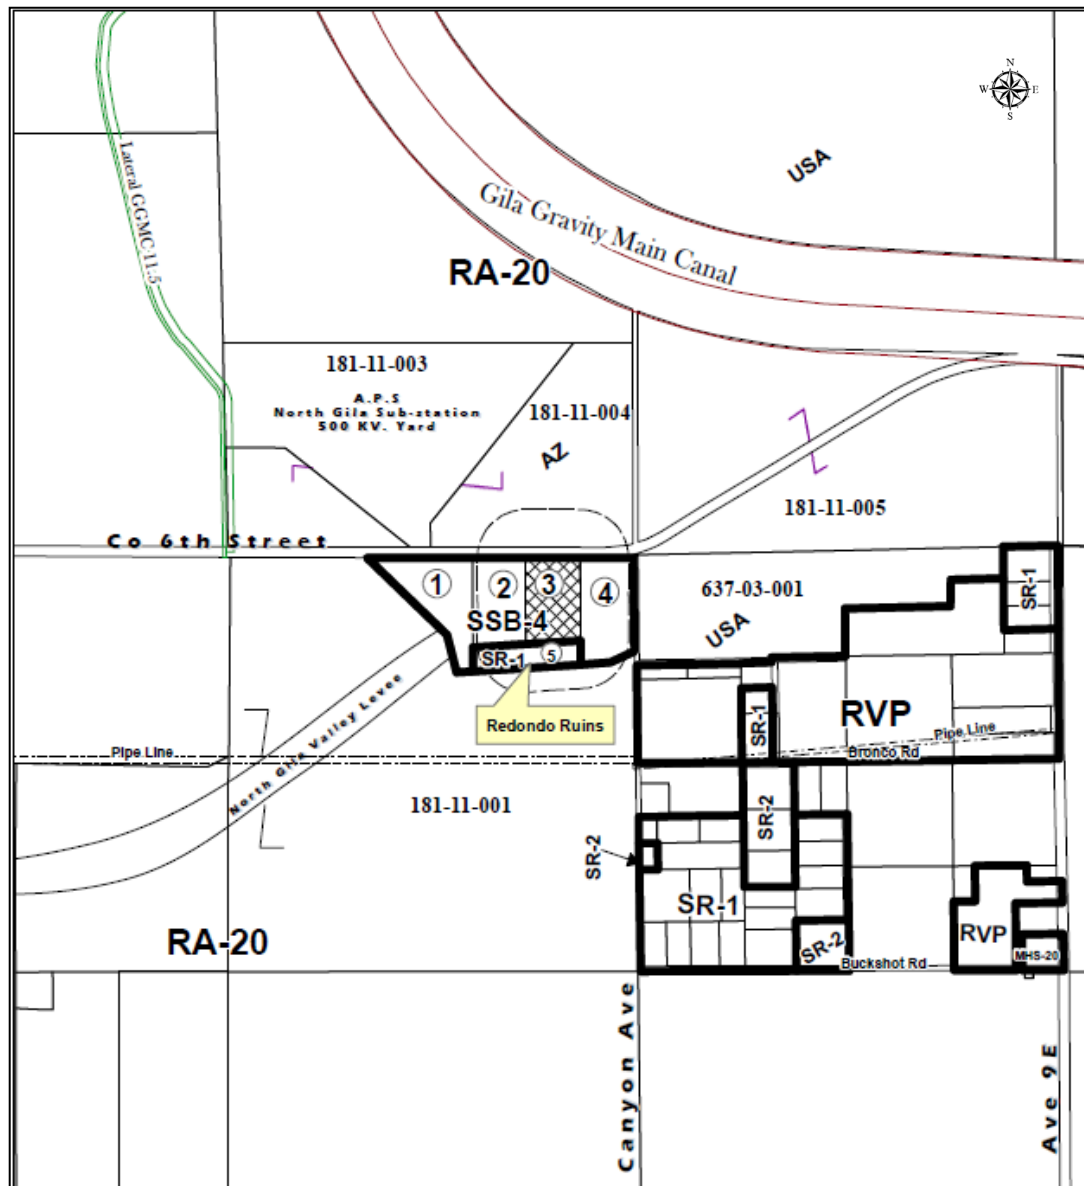 N
W E
S
USA
Lateral GGMC 11.5
Gila Gravity Main Canal
RA-20
181-11-003
A.P.S
North Gila Sub-station
500 KV. Yard
181-11-004
AZ
181-11-005
Co 6th Street
1
2
3
4
SSB-4
SR-1
5
637-03-001
USA
SR-1
Redondo Ruins
North Gila Valley Levee
Pipe Line
RVP
SR-1
Pipe Line
Bronco Rd
181-11-001
SR-2
SR-2
SR-1
SR-2
RVP
MHS-20
RA-20
Buckshot Rd
Canyon Ave
Ave 9E